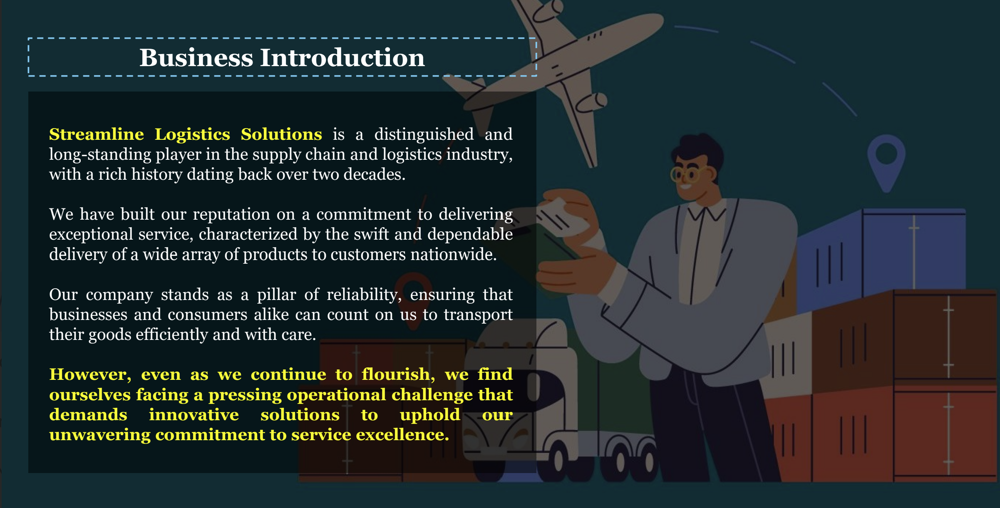 Business Introduction
Streamline Logistics Solutions is a distinguished and
long-standing player in the supply chain and logistics industry,
with a rich history dating back over two decades.
We have built our reputation on a commitment to delivering
exceptional service, characterized by the swift and dependable
delivery of a wide array of products to customers nationwide.
Our company stands as a pillar of reliability, ensuring that
businesses and consumers alike can count on us to transport
their goods efficiently and with care.
However, even as we continue to flourish, we find
ourselves facing a pressing operational challenge that
demands innovative solutions to uphold our
unwavering commitment to service excellence.